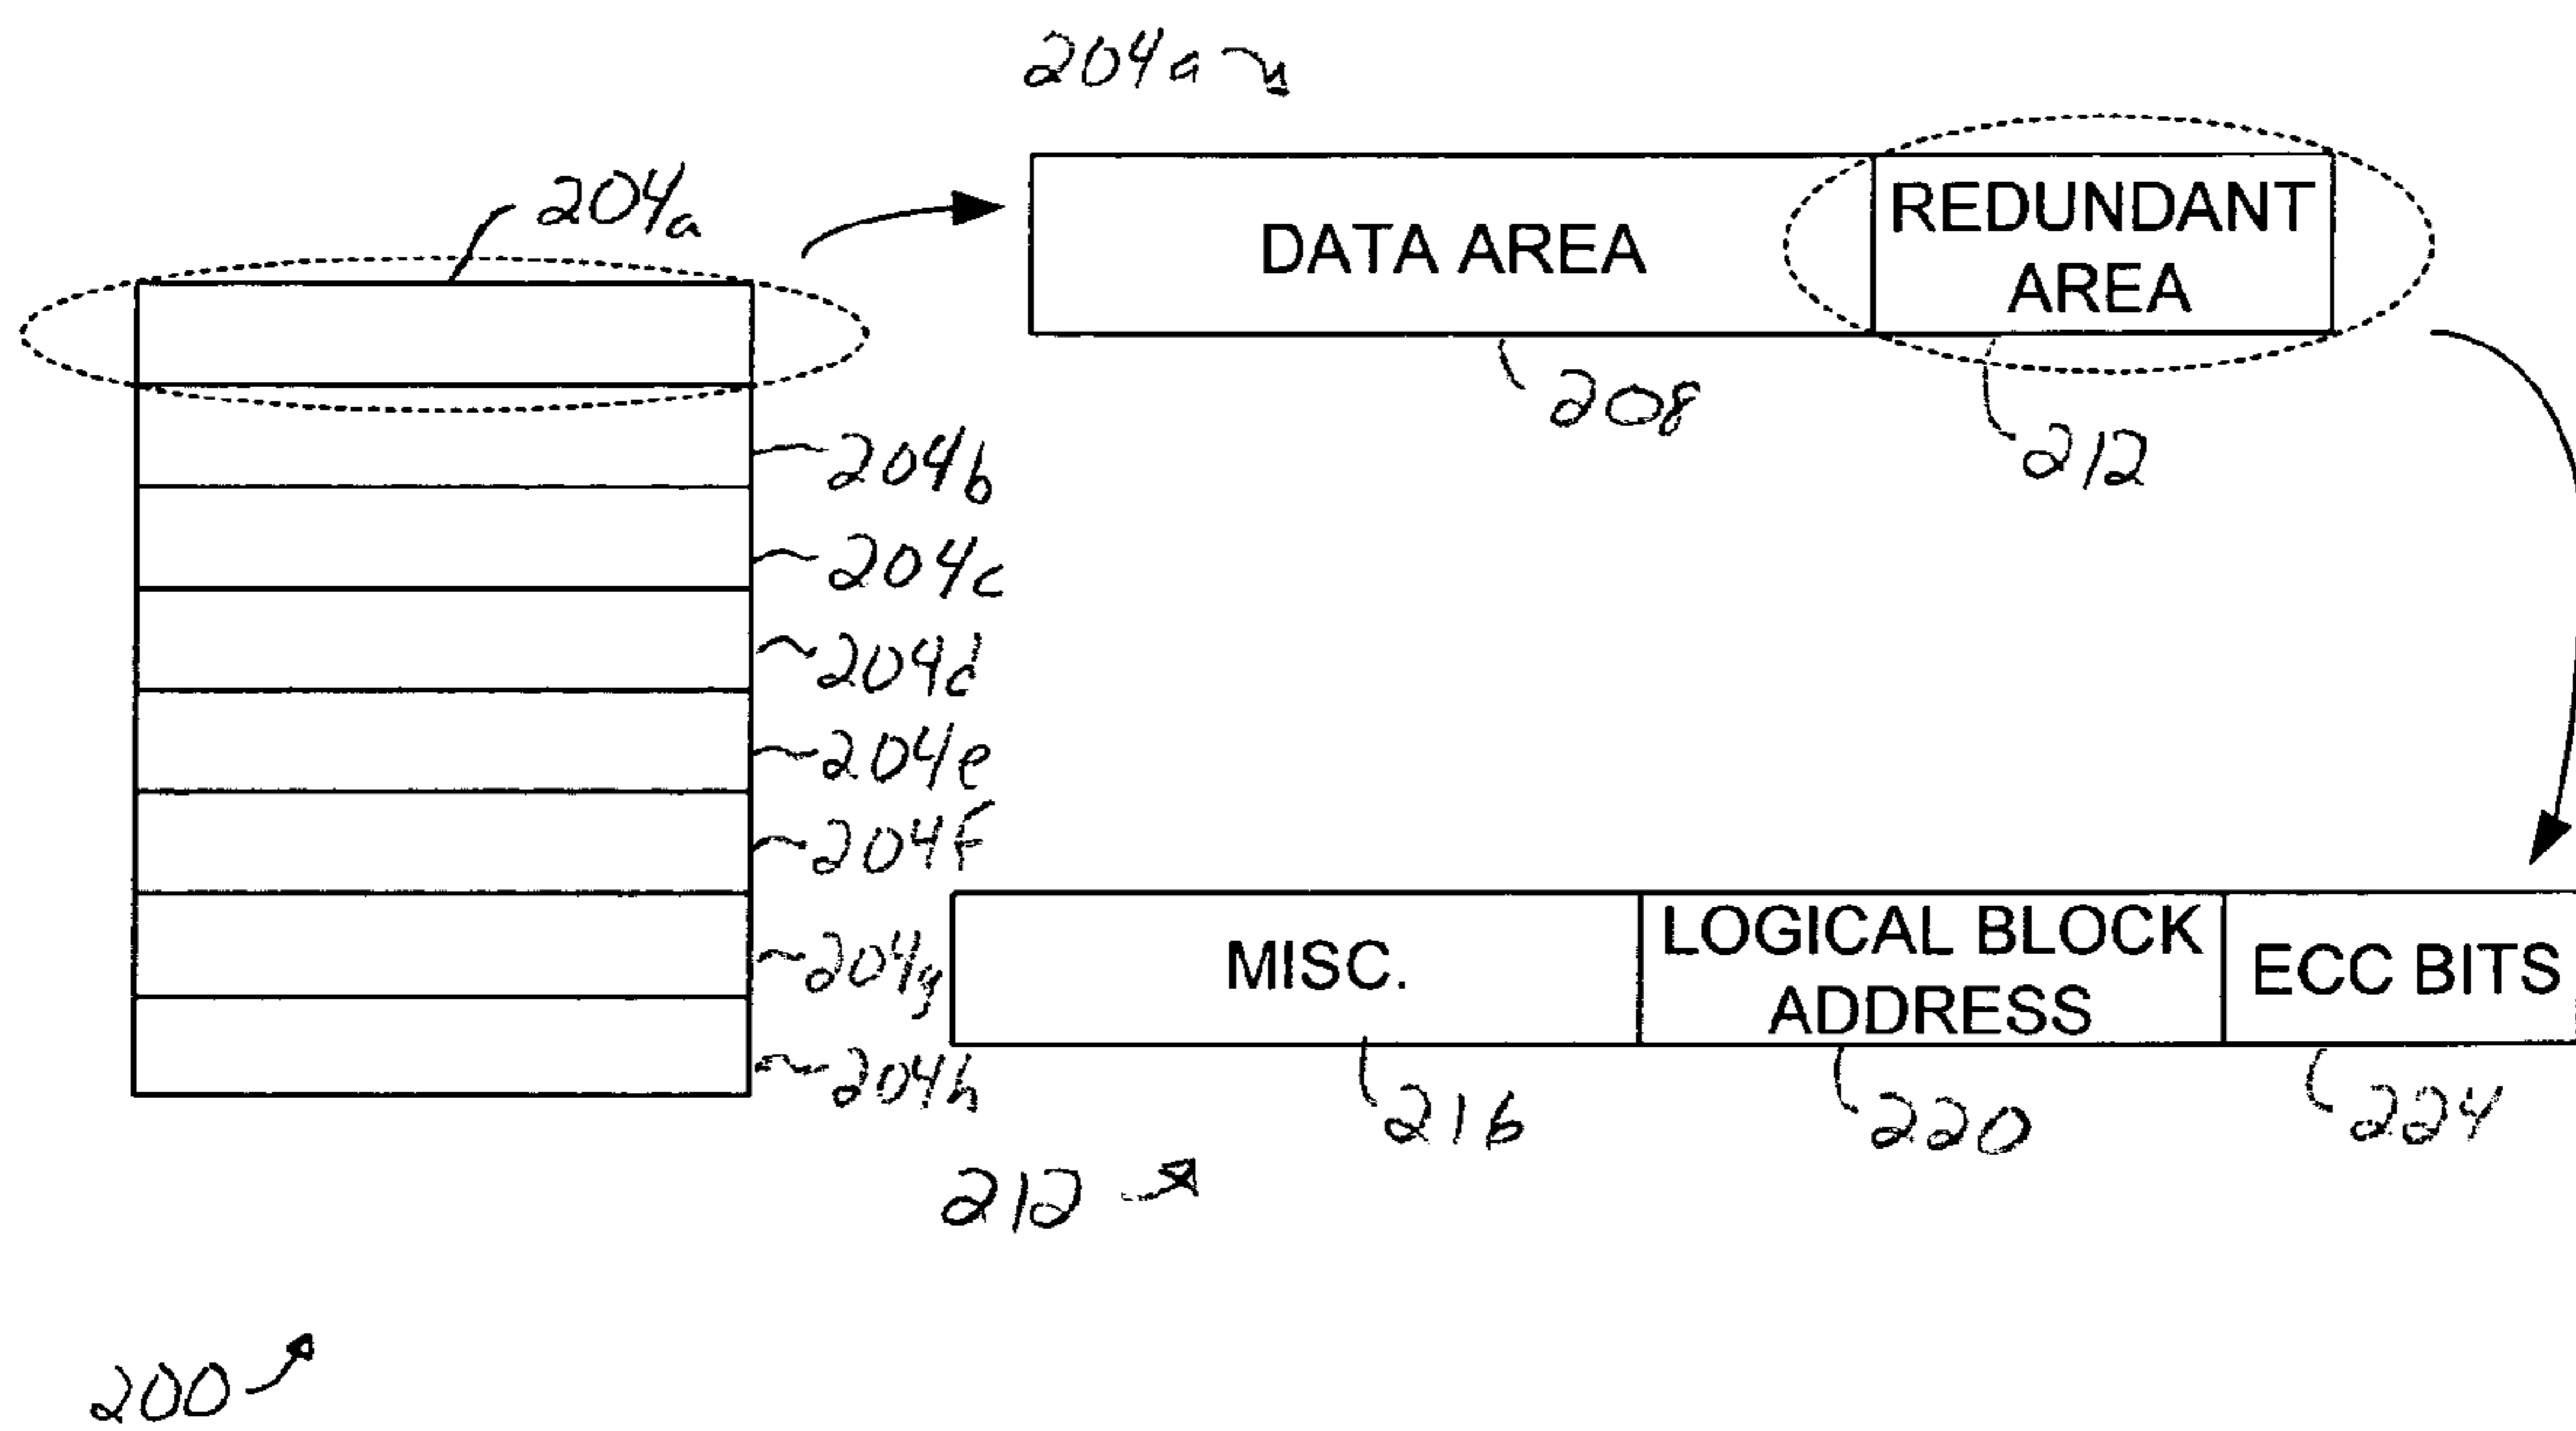 204a
204a
DATA AREA
REDUNDANT
AREA
208
212
204b
204c
204d
204e
204f
204g
204h
MISC.
LOGICAL BLOCK
ADDRESS
ECC BITS
216
220
224
212
200